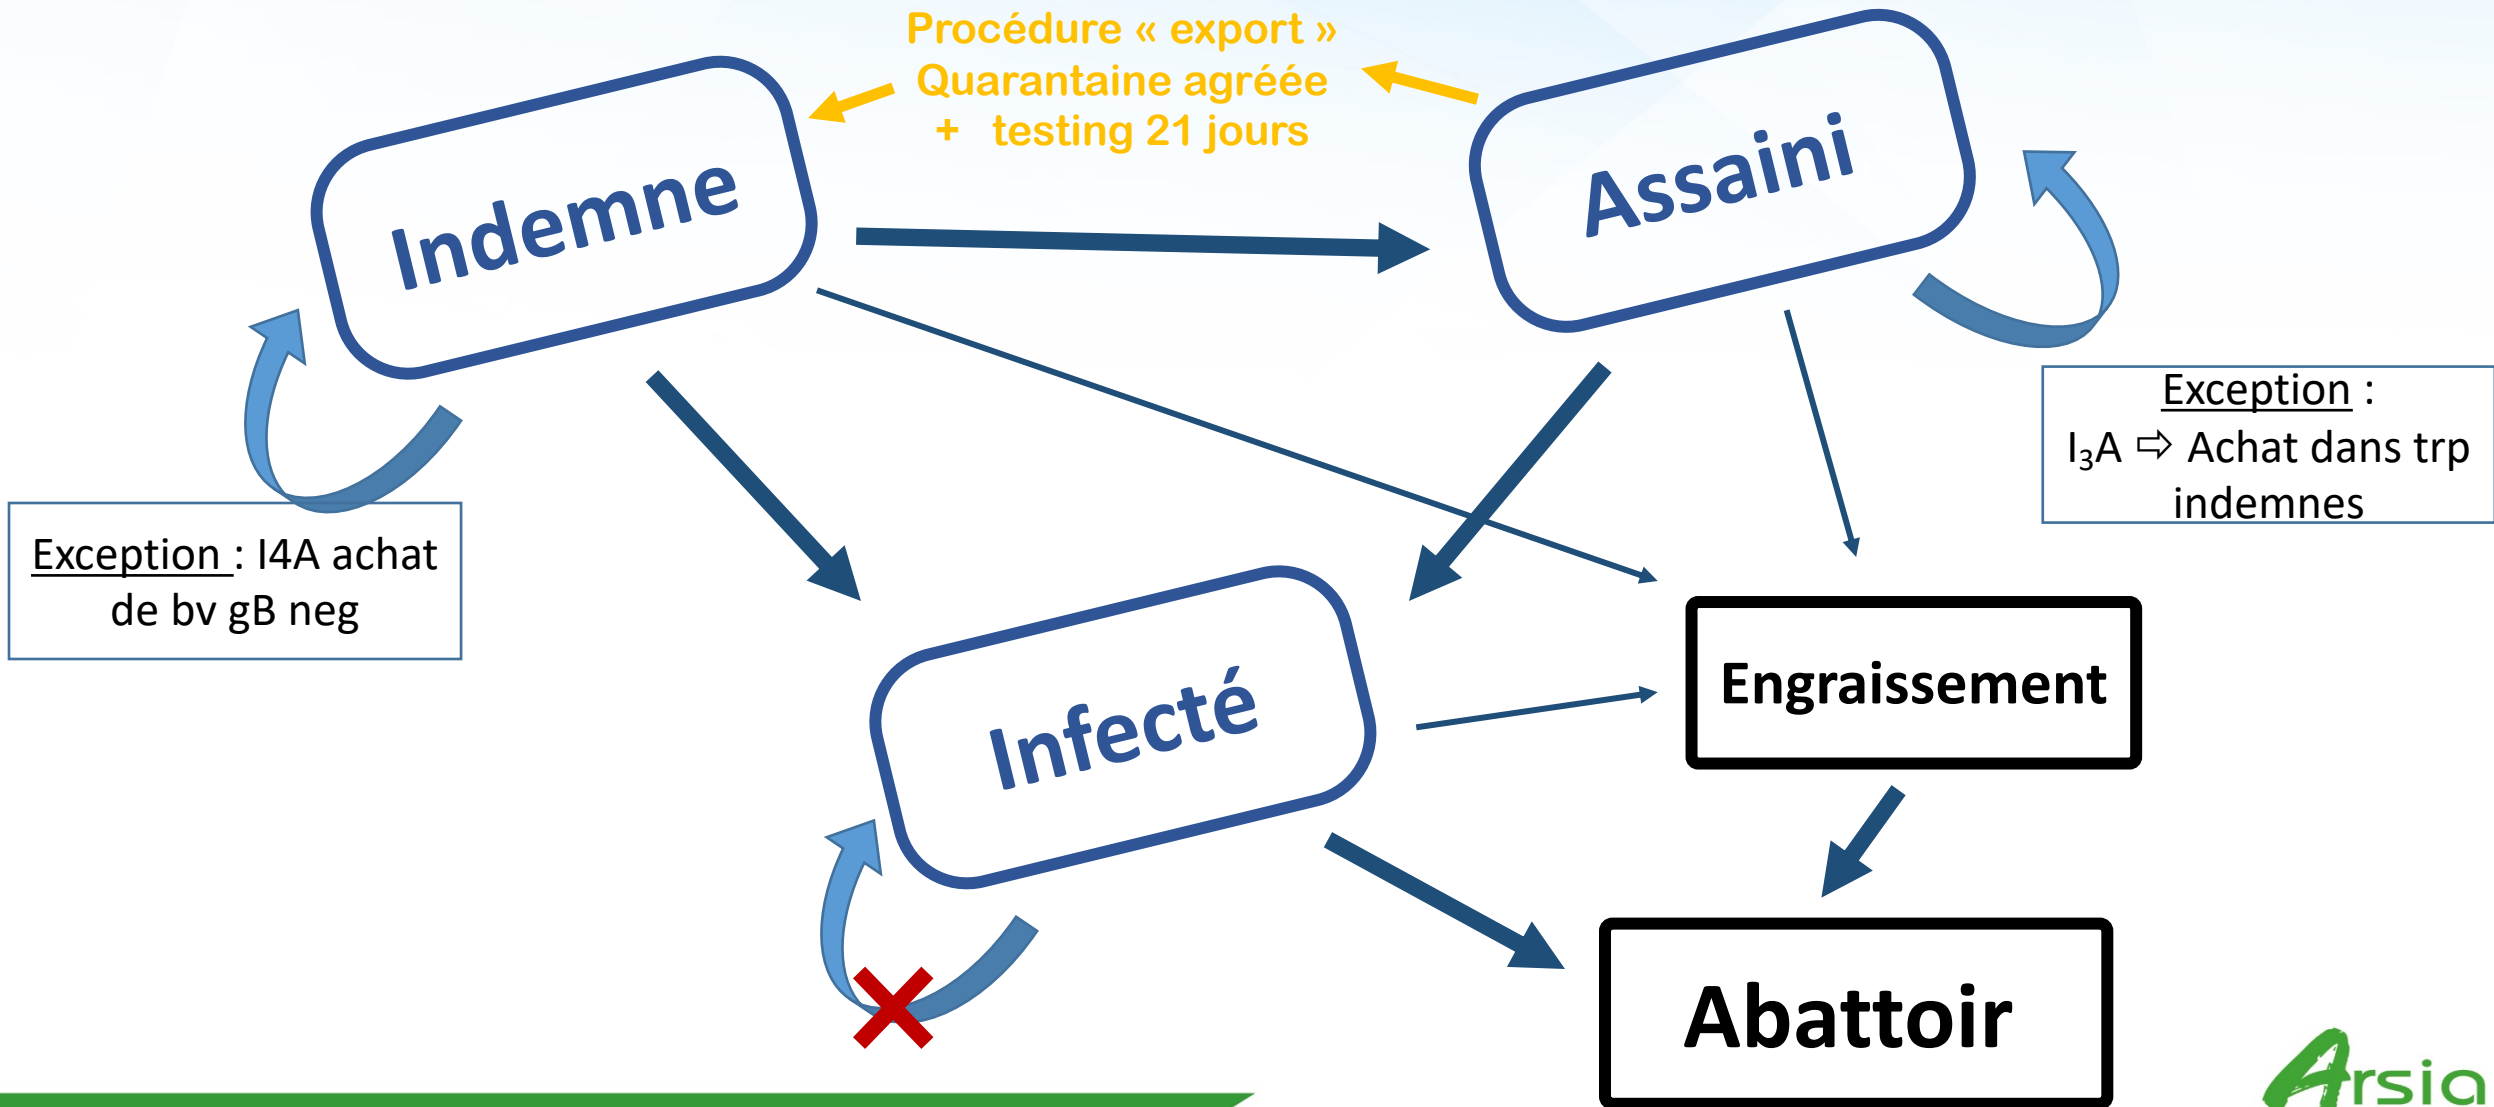 Procédure « export »
Quarantaine agréée
+ testing 21 jours
Indemne
Assaini
Exception :
I₃A ⇨ Achat dans trp
indemnes
Exception : I4A achat
de bv gB neg
Infecté
Engraissement
Abattoir
Arsia